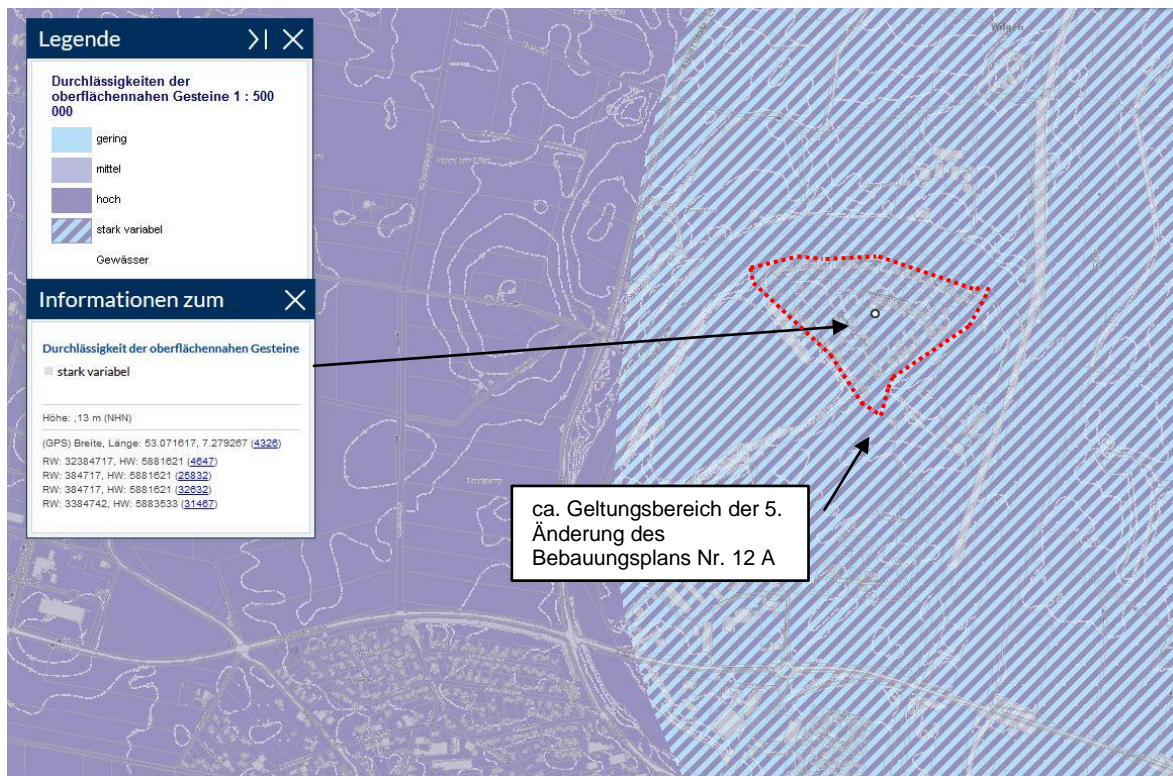 Legende
Durchlässigkeiten der
oberflächennahen Gesteine 1 : 500
000
gering
mittel
hoch
stark variabel
Gewässer
Informationen zum
Durchlässigkeit der oberflächennahen Gesteine
stark variabel
Höhe: ,13 m (NHN)
(GPS) Breite, Länge: 53.071617, 7.279267 (4326)
RW: 32384717, HW: 5881621 (4647)
RW: 384717, HW: 5881621 (25832)
RW: 384717, HW: 5881621 (32632)
RW: 3384742, HW: 5883533 (31467)
Wilgen
ca. Geltungsbereich der 5.
Änderung des
Bebauungsplans Nr. 12 A